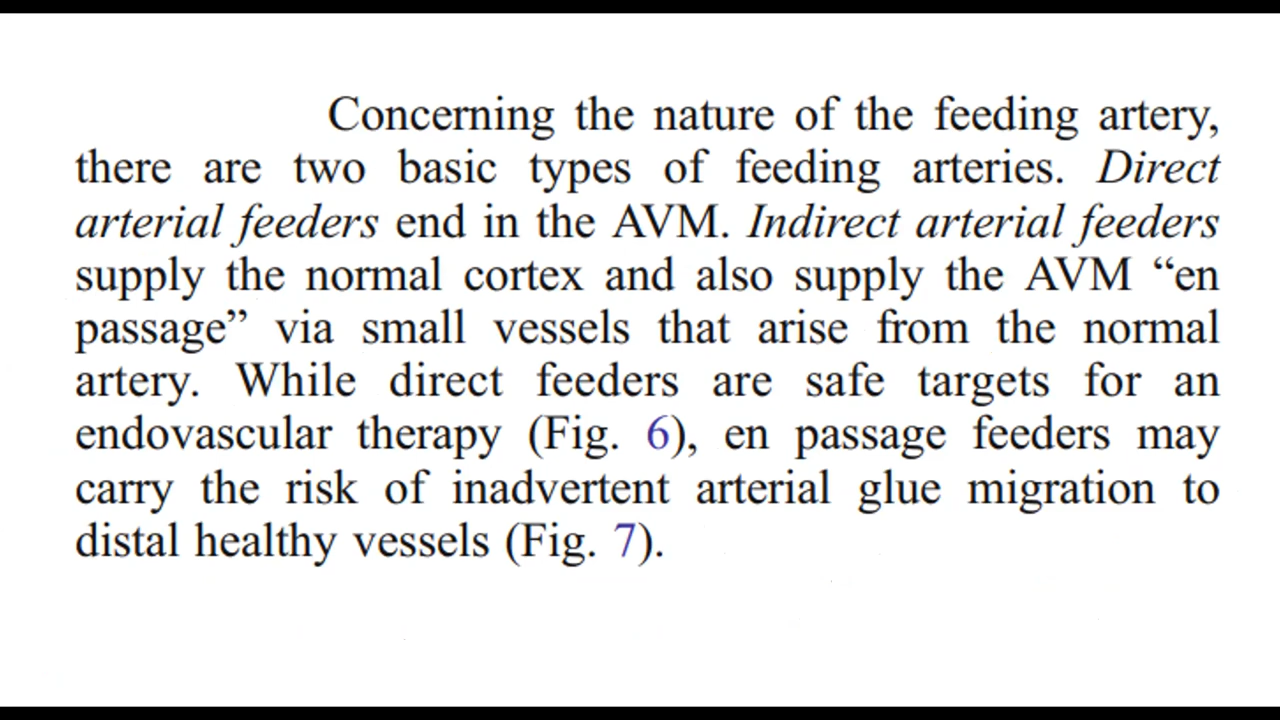 Concerning the nature of the feeding artery,
there are two basic types of feeding arteries. Direct
arterial feeders end in the AVM. Indirect arterial feeders
supply the normal cortex and also supply the AVM “en
passage” via small vessels that arise from the normal
artery. While direct feeders are safe targets for an
endovascular therapy (Fig. 6), en passage feeders may
carry the risk of inadvertent arterial glue migration to
distal healthy vessels (Fig. 7).